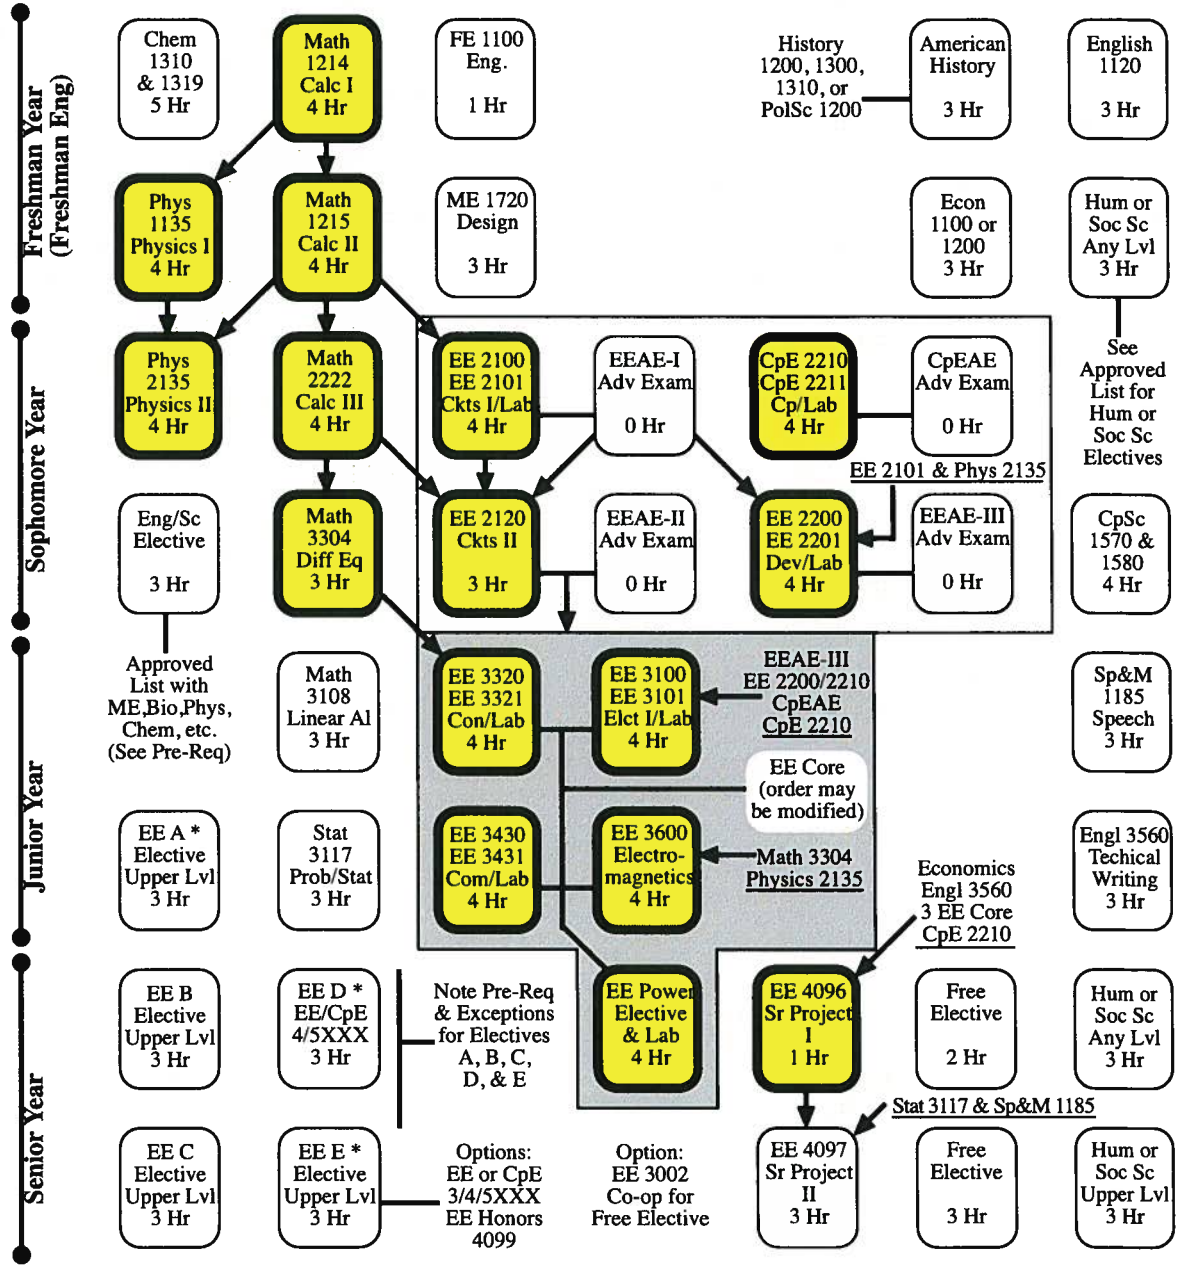 Freshman Year
(Freshman Eng)
Chem
1310
& 1319
5 Hr
Math
1214
Calc I
4 Hr
FE 1100
Eng.
1 Hr
History
1200, 1300,
1310, or
PolSc 1200
American
History
3 Hr
English
1120
3 Hr
Phys
1135
Physics I
4 Hr
Math
1215
Calc II
4 Hr
ME 1720
Design
3 Hr
Econ
1100 or
1200
3 Hr
Hum or
Soc Sc
Any Lvl
3 Hr
See
Approved
List for
Hum or
Soc Sc
Electives
Sophomore Year
Phys
2135
Physics II
4 Hr
Math
2222
Calc III
4 Hr
EE 2100
EE 2101
Ckts I/Lab
4 Hr
EEAE-I
Adv Exam
0 Hr
CpE 2210
CpE 2211
Cp/Lab
4 Hr
CpEAE
Adv Exam
0 Hr
EE 2101 & Phys 2135
Eng/Sc
Elective
3 Hr
Math
3304
Diff Eq
3 Hr
EE 2120
Ckts II
3 Hr
EEAE-II
Adv Exam
0 Hr
EE 2200
EE 2201
Dev/Lab
4 Hr
EEAE-III
Adv Exam
0 Hr
CpSc
1570 &
1580
4 Hr
Junior Year
Approved
List with
ME,Bio,Phys,
Chem, etc.
(See Pre-Req)
Math
3108
Linear Al
3 Hr
EE 3320
EE 3321
Con/Lab
4 Hr
EE 3100
EE 3101
Elct I/Lab
4 Hr
EEAE-III
EE 2200/2210
CpEAE
CpE 2210
Sp&M
1185
Speech
3 Hr
EE Core
(order may
be modified)
EE A *
Elective
Upper Lvl
3 Hr
Stat
3117
Prob/Stat
3 Hr
EE 3430
EE 3431
Com/Lab
4 Hr
EE 3600
Electro-
magnetics
4 Hr
Math 3304
Physics 2135
Economics
Engl 3560
3 EE Core
CpE 2210
Engl 3560
Techical
Writing
3 Hr
Senior Year
EE B
Elective
Upper Lvl
3 Hr
EE D *
EE/CpE
4/5XXX
3 Hr
Note Pre-Req
& Exceptions
for Electives
A, B, C,
D, & E
EE Power
Elective
& Lab
4 Hr
EE 4096
Sr Project
I
1 Hr
Free
Elective
2 Hr
Hum or
Soc Sc
Any Lvl
3 Hr
Stat 3117 & Sp&M 1185
EE C
Elective
Upper Lvl
3 Hr
EE E *
Elective
Upper Lvl
3 Hr
Options:
EE or CpE
3/4/5XXX
EE Honors
4099
Option:
EE 3002
Co-op for
Free Elective
EE 4097
Sr Project
II
3 Hr
Free
Elective
3 Hr
Hum or
Soc Sc
Upper Lvl
3 Hr